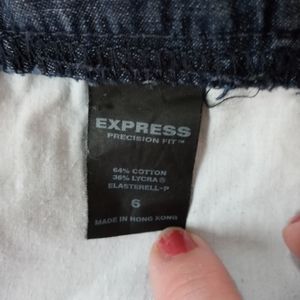 EXPRESS
PRECISION FIT™
64% COTTON
36% LYCRA®
ELASTERELL-P
6
MADE IN HONG KONG